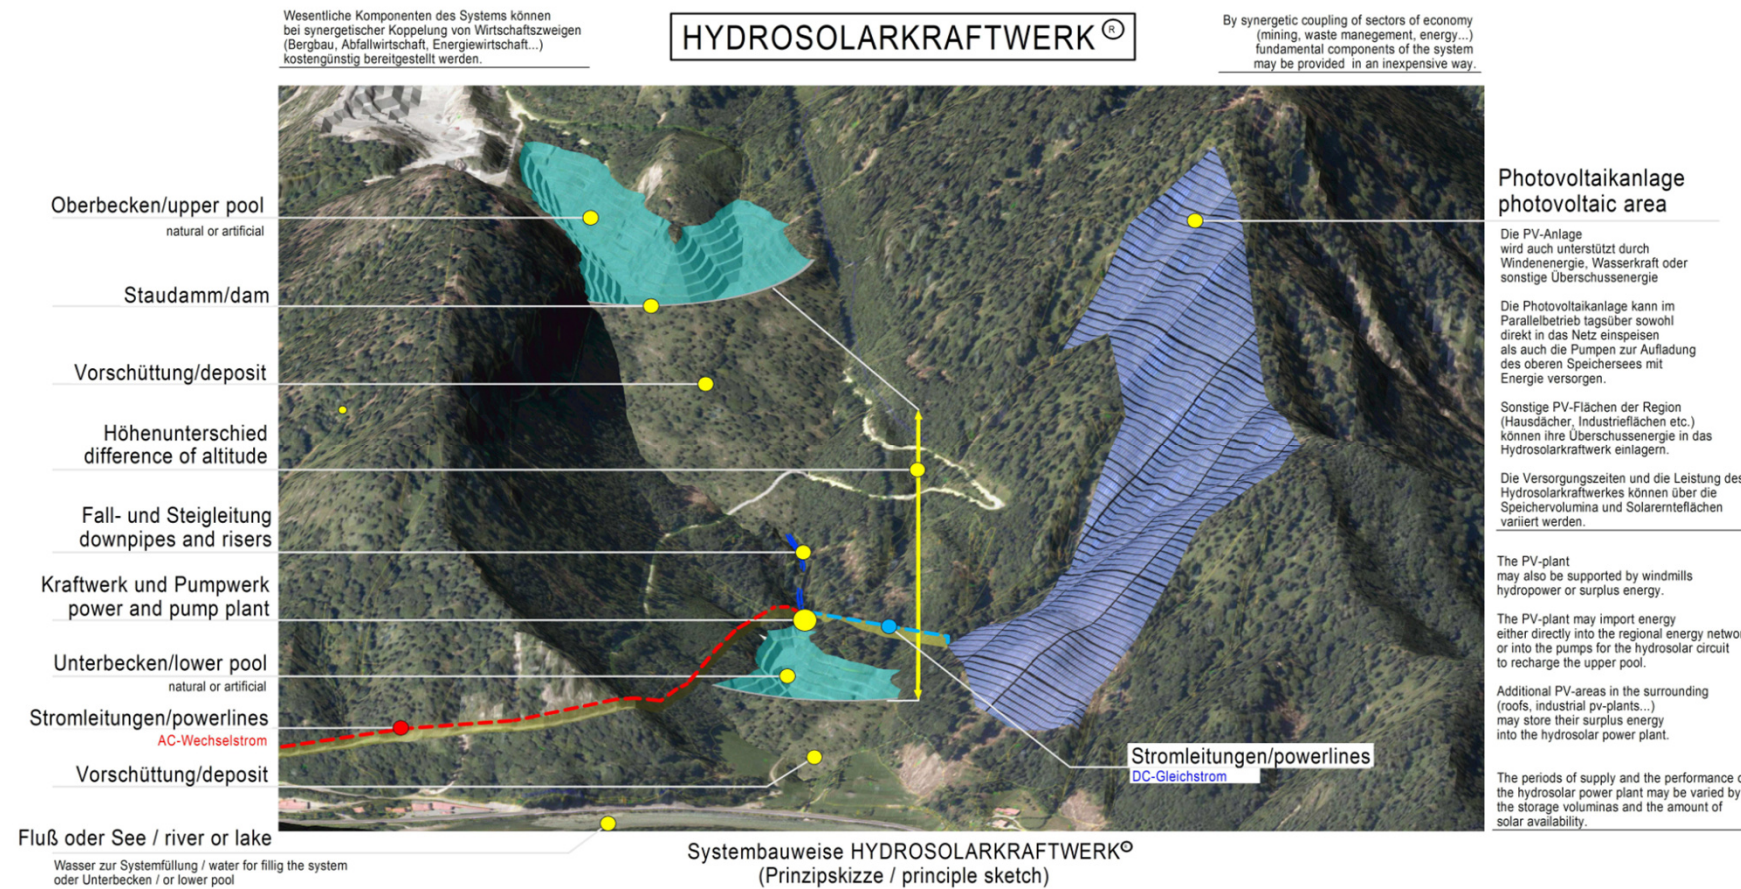 Wesentliche Komponenten des Systems können
bei synergetischer Koppelung von Wirtschaftszweigen
(Bergbau, Abfallwirtschaft, Energiewirtschaft...)
kostengünstig bereitgestellt werden.
HYDROSOLARKRAFTWERK ®
By synergetic coupling of sectors of economy
(mining, waste manegement, energy...)
fundamental components of the system
may be provided in an inexpensive way.
Oberbecken/upper pool
natural or artificial
Staudamm/dam
Vorschüttung/deposit
Höhenunterschied
difference of altitude
Fall- und Steigleitung
downpipes and risers
Kraftwerk und Pumpwerk
power and pump plant
Unterbecken/lower pool
natural or artificial
Stromleitungen/powerlines
AC-Wechselstrom
Vorschüttung/deposit
Fluß oder See / river or lake
Wasser zur Systemfüllung / water for fillig the system
oder Unterbecken / or lower pool
Stromleitungen/powerlines
DC-Gleichstrom
Systembauweise HYDROSOLARKRAFTWERK®
(Prinzipskizze / principle sketch)
Photovoltaikanlage
photovoltaic area
Die PV-Anlage
wird auch unterstützt durch
Windenenergie, Wasserkraft oder
sonstige Überschussenergie
Die Photovoltaikanlage kann im
Parallelbetrieb tagsüber sowohl
direkt in das Netz einspeisen
als auch die Pumpen zur Aufladung
des oberen Speichersees mit
Energie versorgen.
Sonstige PV-Flächen der Region
(Hausdächer, Industrieflächen etc.)
können ihre Überschussenergie in das
Hydrosolarkraftwerk einlagern.
Die Versorgungszeiten und die Leistung des
Hydrosolarkraftwerkes können über die
Speichervolumina und Solarernteflächen
variiert werden.
The PV-plant
may also be supported by windmills
hydropower or surplus energy.
The PV-plant may import energy
either directly into the regional energy networ
or into the pumps for the hydrosolar circuit
to recharge the upper pool.
Additional PV-areas in the surrounding
(roofs, industrial pv-plants...)
may store their surplus energy
into the hydrosolar power plant.
The periods of supply and the performance o
the hydrosolar power plant may be varied by
the storage voluminas and the amount of
solar availability.